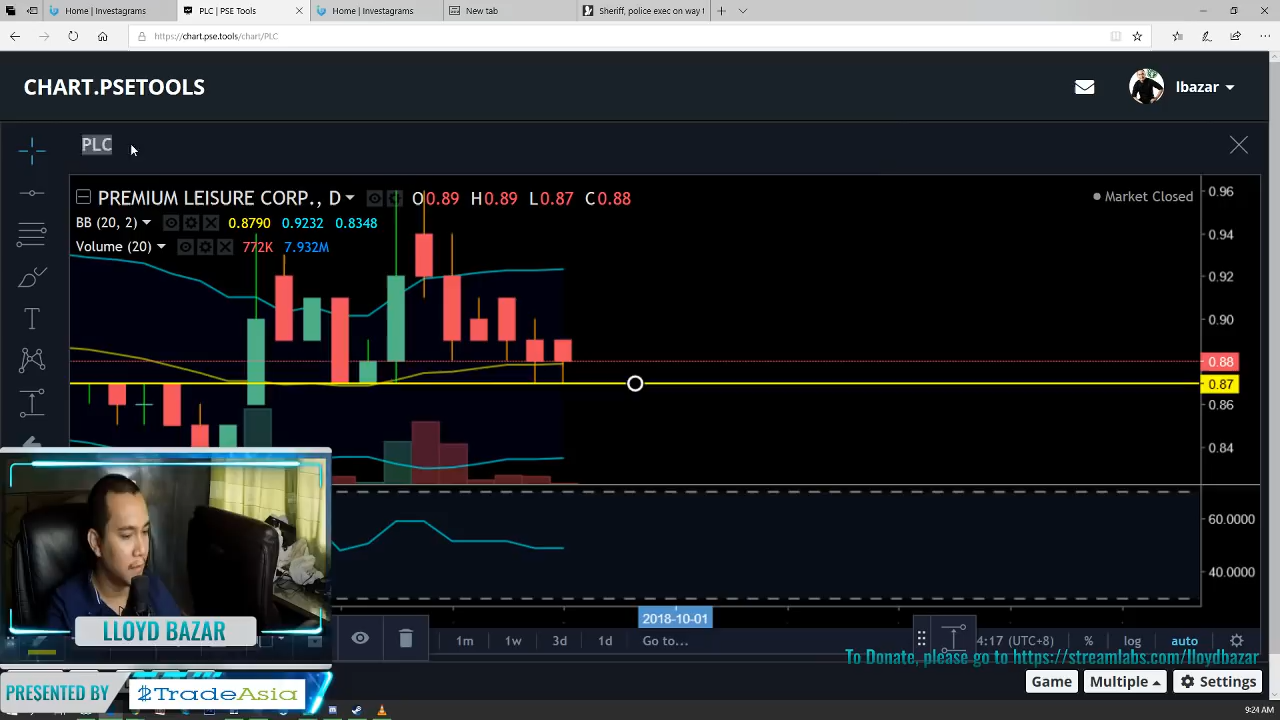 Home | Investagrams
PLC | PSE Tools
Home | Investagrams
New tab
Sheriff, police exec on way t
https://chart.pse.tools/chart/PLC
CHART.PSETOOLS
lbazar
PLC
PREMIUM LEISURE CORP., D
O0.89 H0.89 L0.87 C0.88
Market Closed
BB (20, 2)
0.8790 0.9232 0.8348
Volume (20)
772K 7.932M
0.96
0.94
0.92
0.90
0.88
0.87
0.86
0.84
60.0000
40.0000
2018-10-01
1m 1w 3d 1d Go to...
4:17 (UTC+8) % log auto
LLOYD BAZAR
To Donate, please go to https://streamlabs.com/lloydbazar
PRESENTED BY
TradeAsia
Game Multiple Settings
9:24 AM